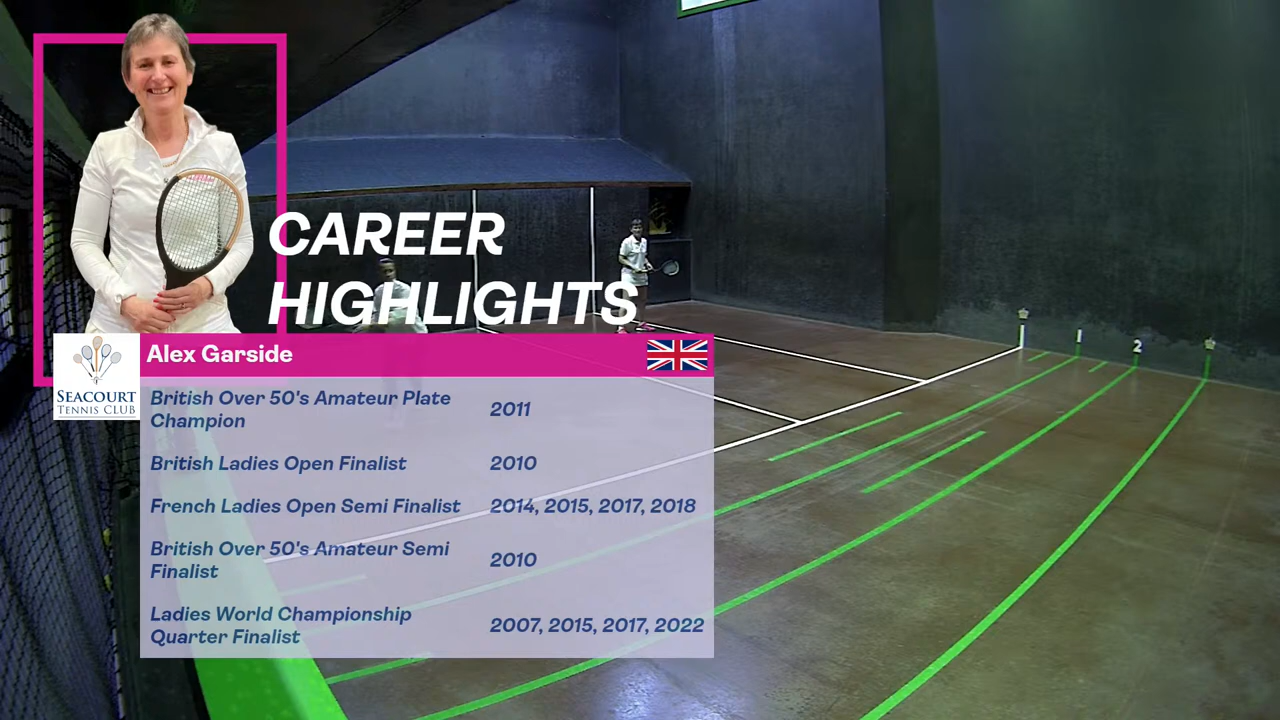 CAREER
HIGHLIGHTS
Alex Garside
SEACOURT
TENNIS CLUB
British Over 50's Amateur Plate
Champion
2011
British Ladies Open Finalist
2010
French Ladies Open Semi Finalist
2014, 2015, 2017, 2018
British Over 50's Amateur Semi
Finalist
2010
Ladies World Championship
Quarter Finalist
2007, 2015, 2017, 2022
1
2